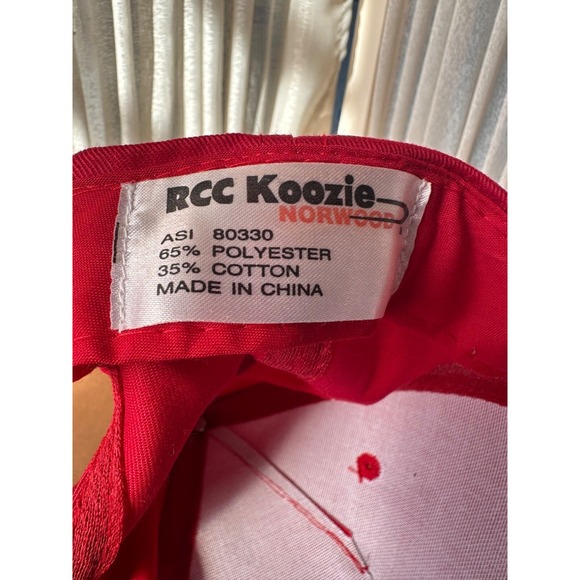 RCC Koozie
NORWOOD
ASI 80330
65% POLYESTER
35% COTTON
MADE IN CHINA